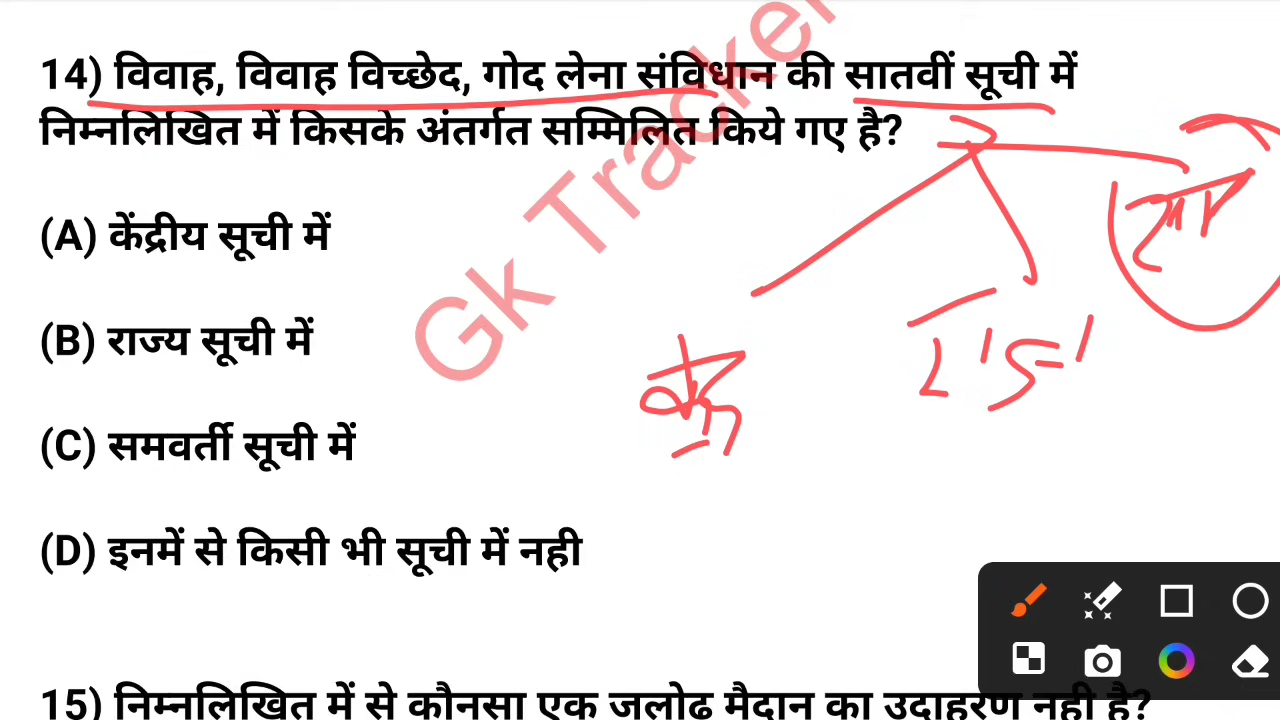 14) विवाह, विवाह विच्छेद, गोद लेना संविधान की सातवीं सूची में
निम्नलिखित में किसके अंतर्गत सम्मिलित किये गए है?
(A) केंद्रीय सूची में
(B) राज्य सूची में
(C) समवर्ती सूची में
(D) इनमें से किसी भी सूची में नही
15) निम्नलिखित में से कौनसा एक जलोढ़ मैदान का उदाहरण नही है?
Gk Tracker